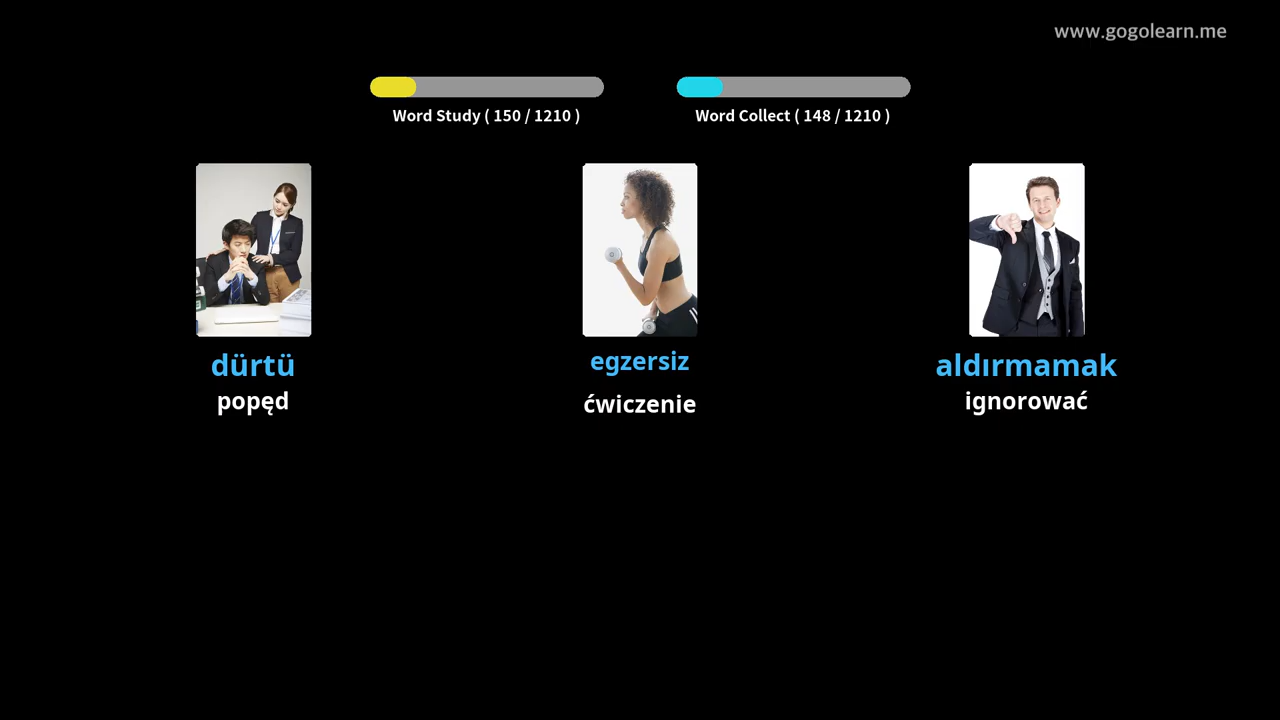 www.gogolearn.me
Word Study ( 150 / 1210 )
Word Collect ( 148 / 1210 )
dürtü
popęd
egzersiz
ćwiczenie
aldırmamak
ignorować